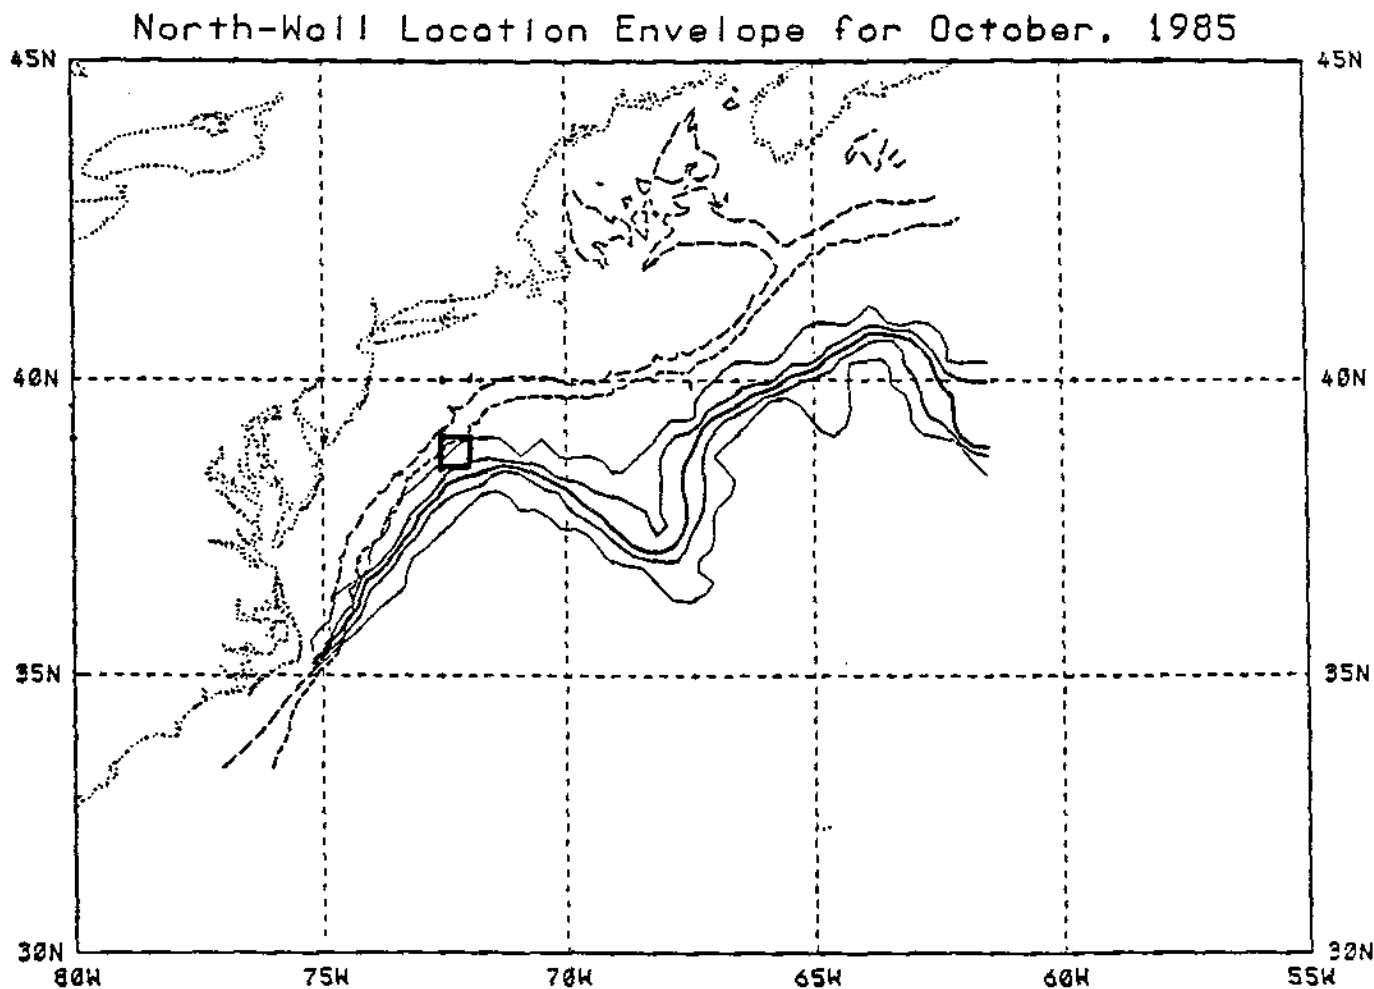 North-Wall Location Envelope for October, 1985
45N 45N
40N 40N
35N 35N
30N 30N
80W 75W 70W 65W 60W 55W